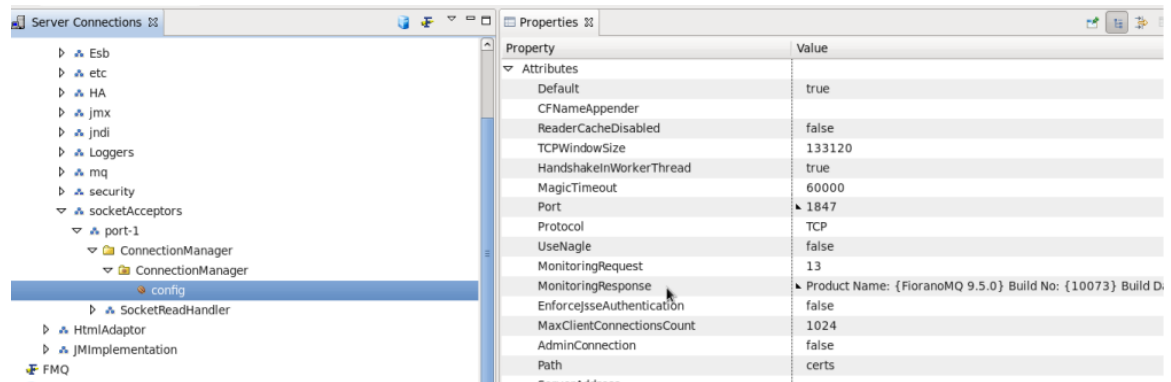 Server Connections
Esb
etc
HA
jmx
jndi
Loggers
mq
security
socketAcceptors
port-1
ConnectionManager
ConnectionManager
config
SocketReadHandler
HtmlAdaptor
JMImplementation
FMQ
Properties
Property Value
Attributes
Default true
CFNameAppender
ReaderCacheDisabled false
TCPWindowSize 133120
HandshakeInWorkerThread true
MagicTimeout 60000
Port 1847
Protocol TCP
UseNagle false
MonitoringRequest 13
MonitoringResponse Product Name: {FioranoMQ 9.5.0} Build No: {10073} Build Da
EnforceJsseAuthentication false
MaxClientConnectionsCount 1024
AdminConnection false
Path certs